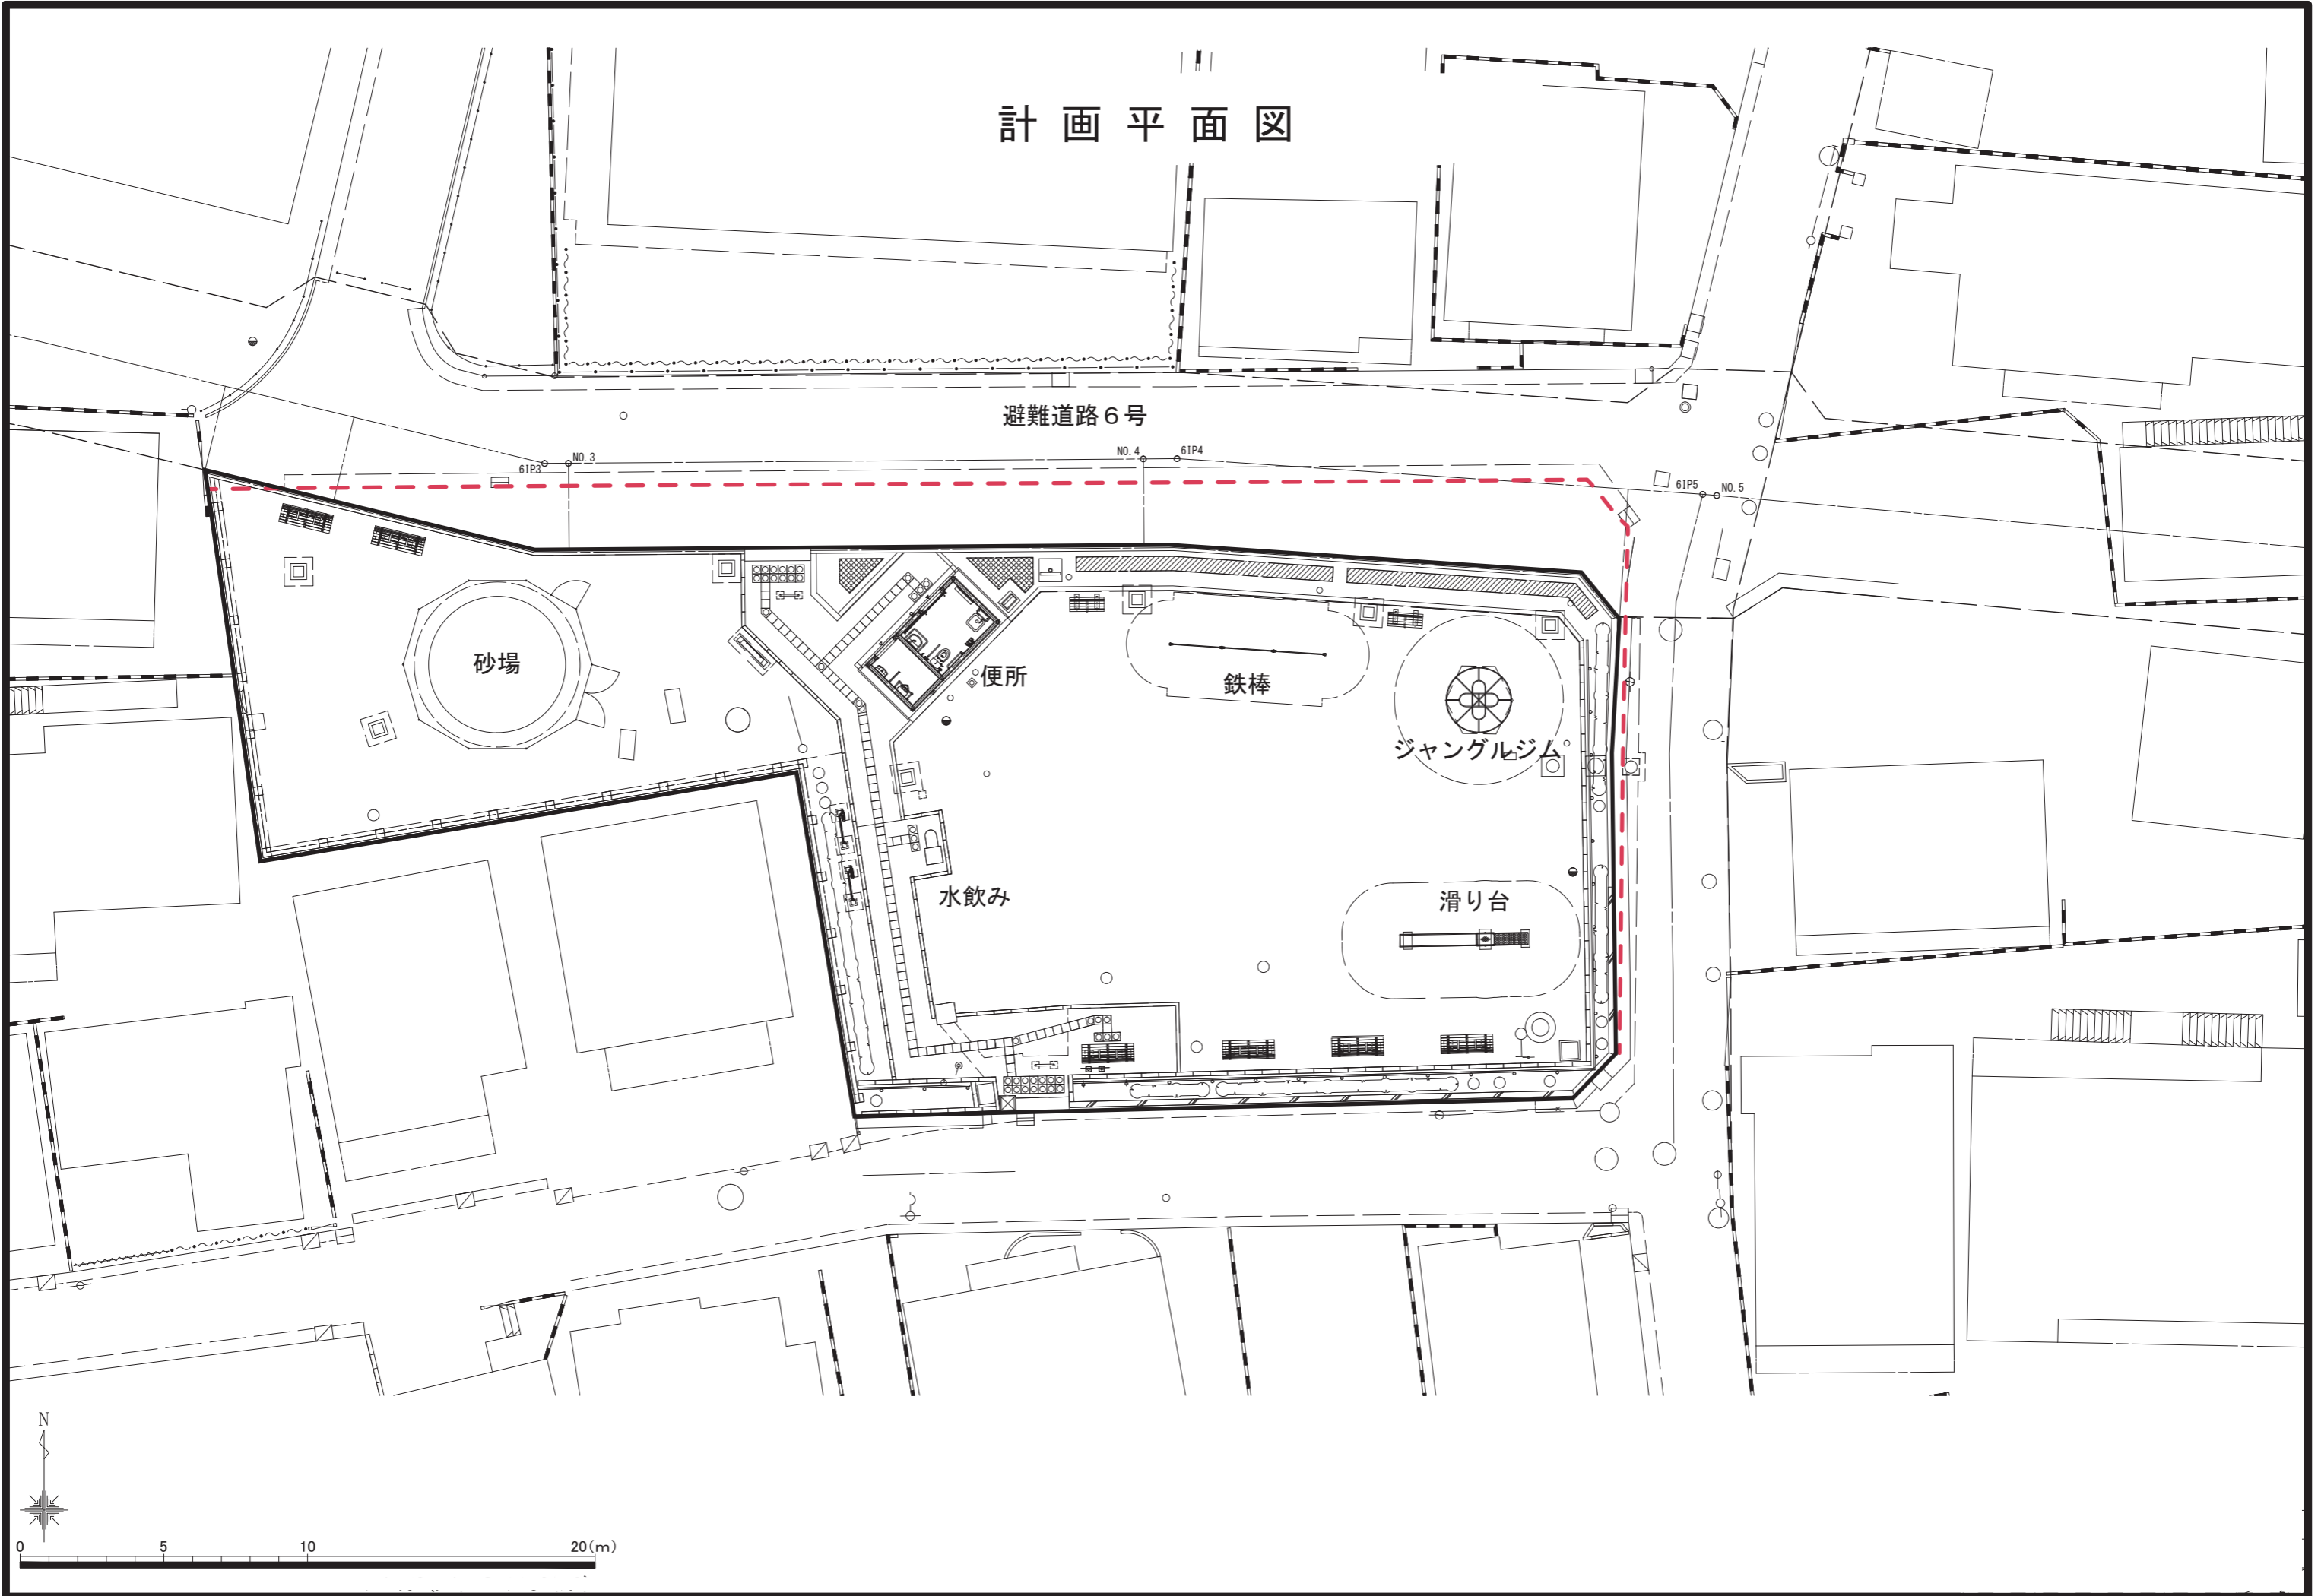 計画平面図
避難道路6号
6IP3
NO.3
NO.4
6IP4
6IP5
NO.5
砂場
便所
鉄棒
ジャングルジム
水飲み
滑り台
N
0 5 10 20(m)